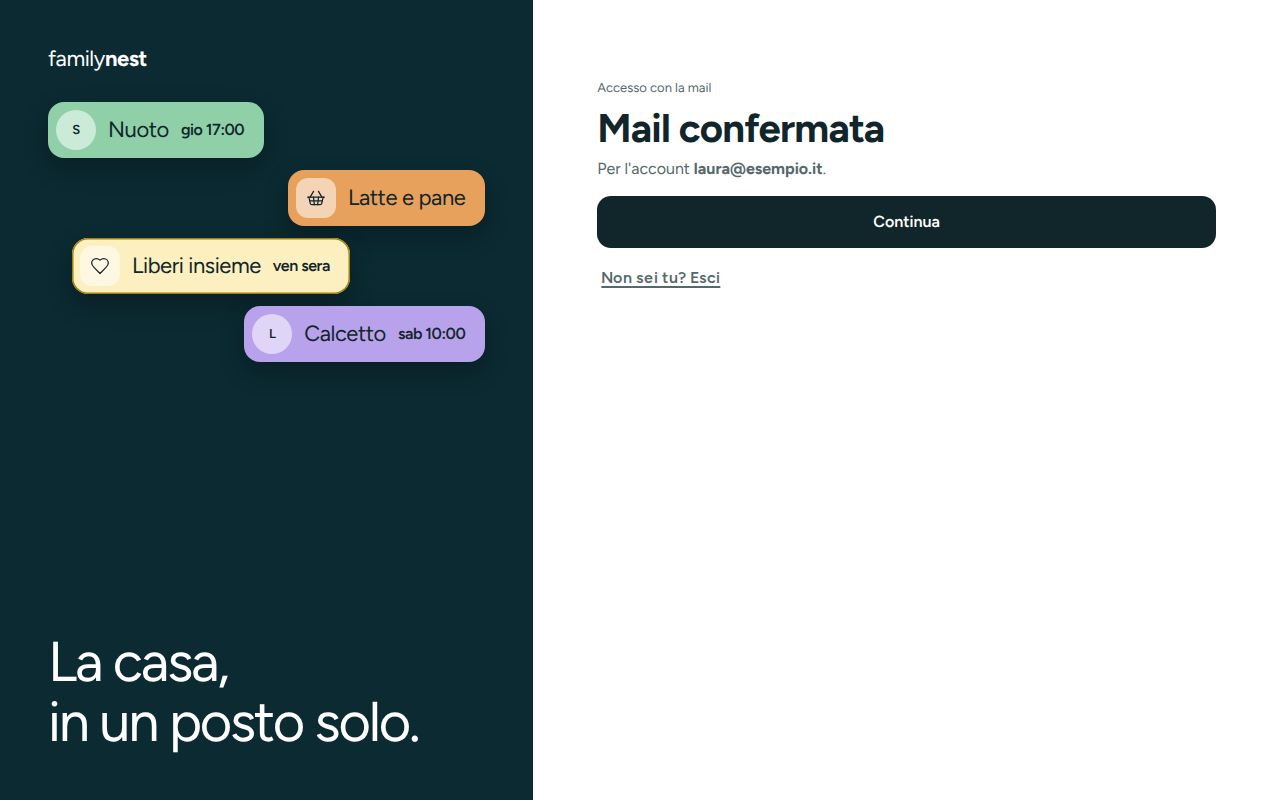 familynest
S Nuoto gio 17:00
Latte e pane
Liberi insieme ven sera
L Calcetto sab 10:00
La casa,
in un posto solo.
Accesso con la mail
Mail confermata
Per l'account laura@esempio.it.
Continua
Non sei tu? Esci